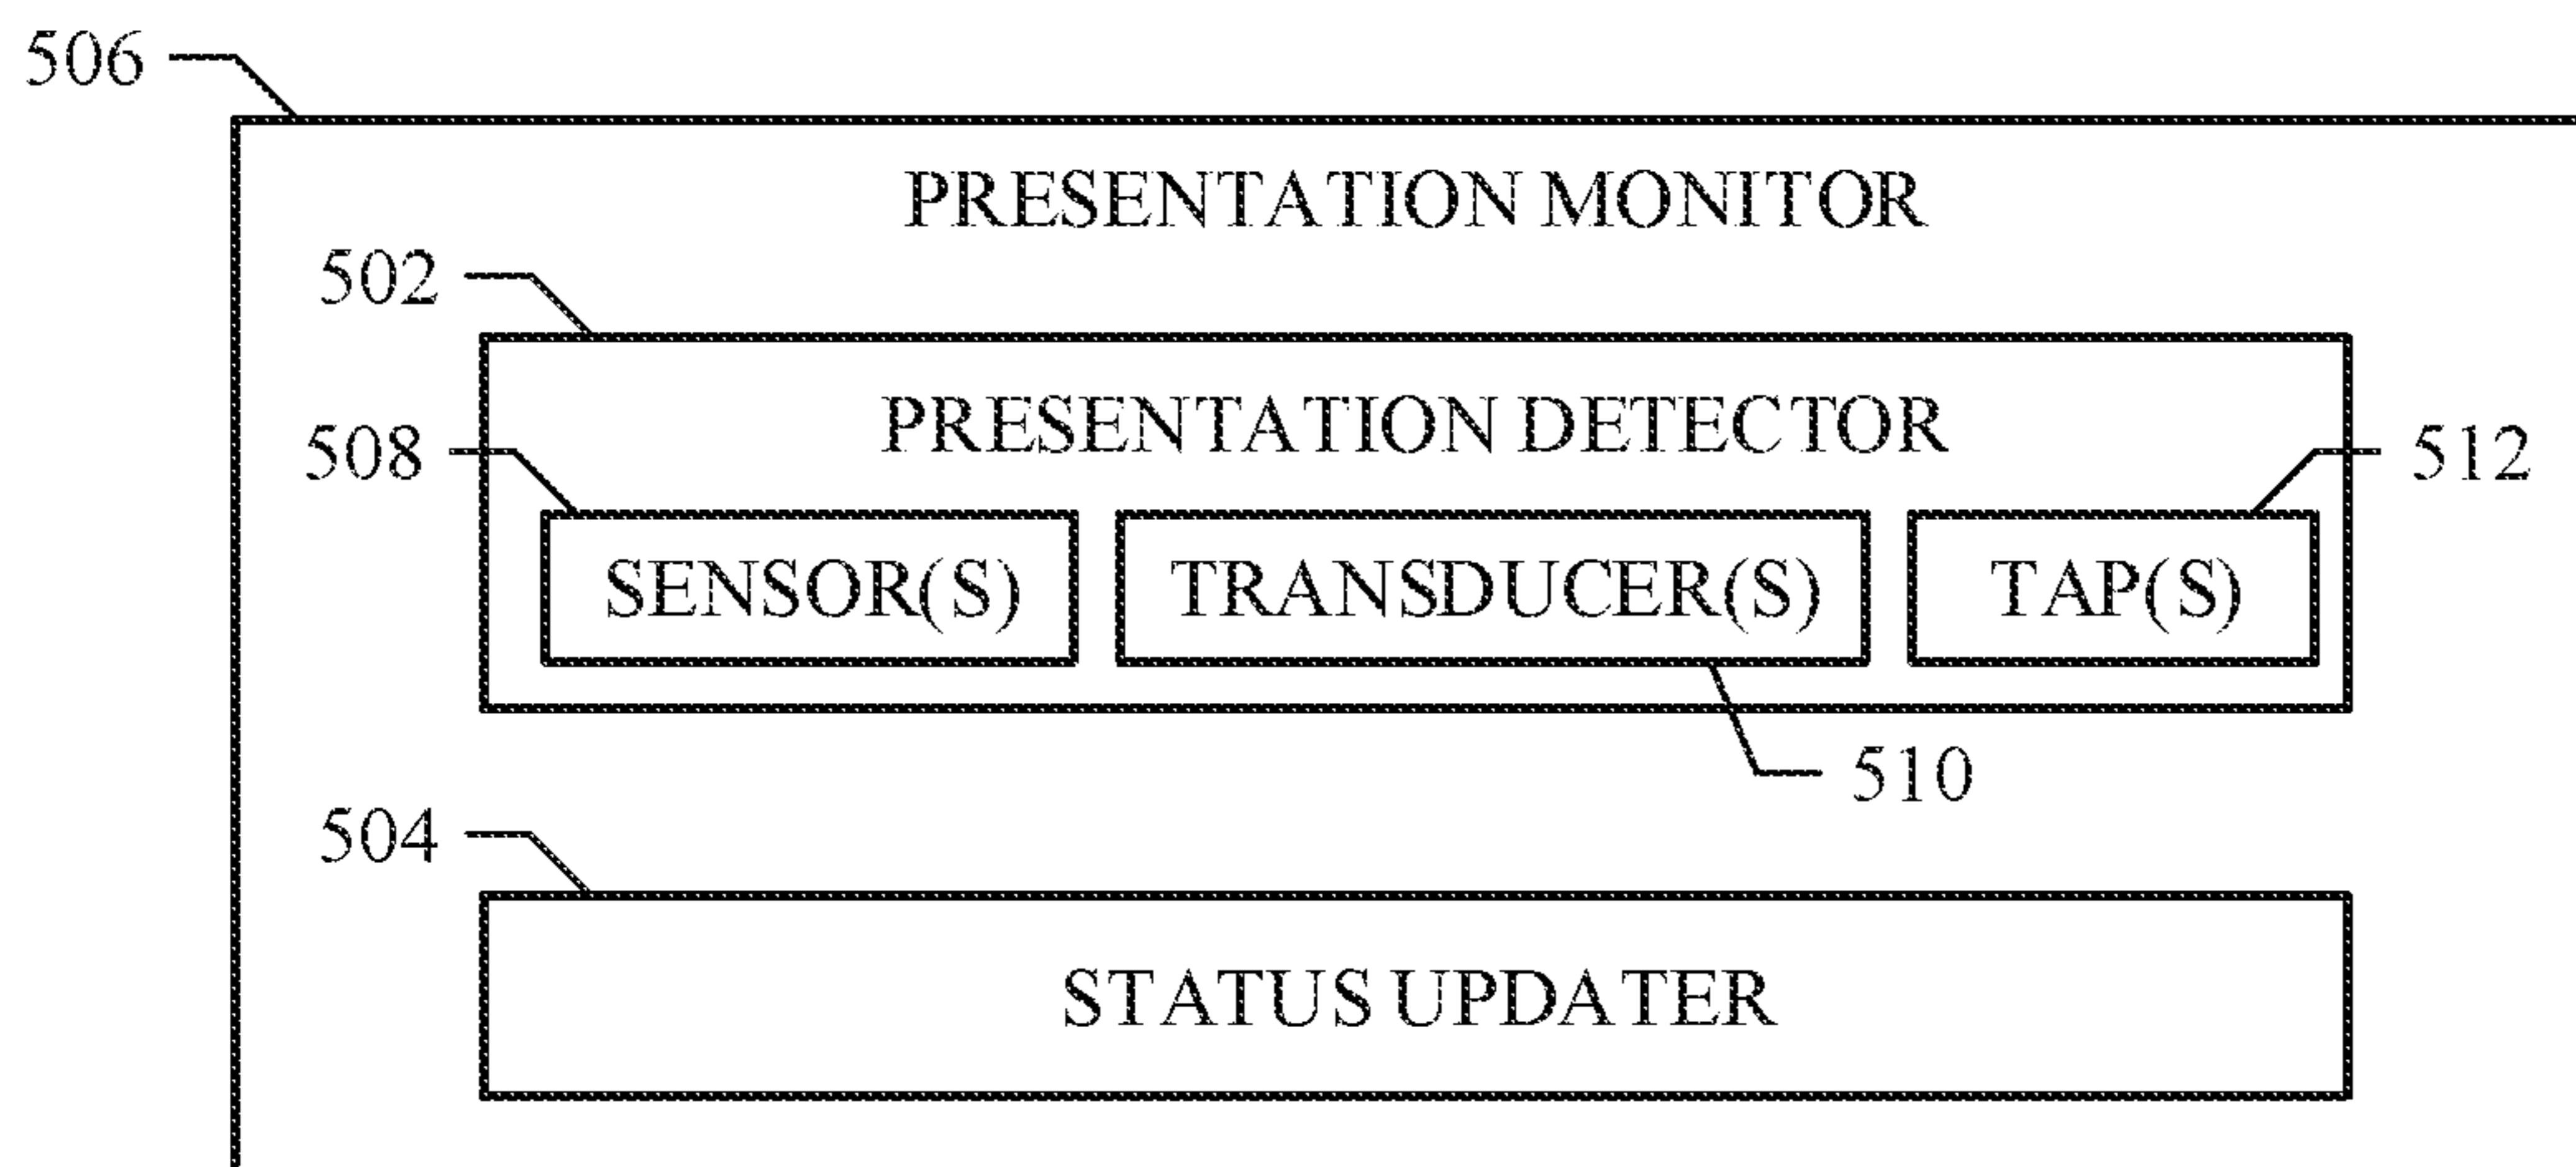 506
PRESENTATION MONITOR
502
PRESENTATION DETECTOR
508
512
SENSOR(S)
TRANSDUCER(S)
TAP(S)
510
504
STATUS UPDATER